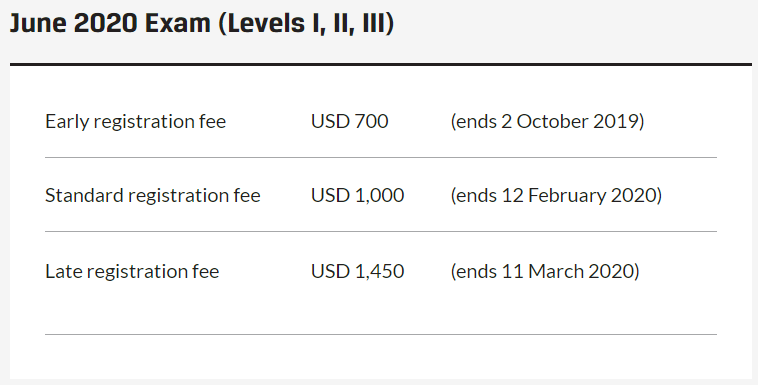 June 2020 Exam (Levels I, II, III)
Early registration fee USD 700 (ends 2 October 2019)
Standard registration fee USD 1,000 (ends 12 February 2020)
Late registration fee USD 1,450 (ends 11 March 2020)